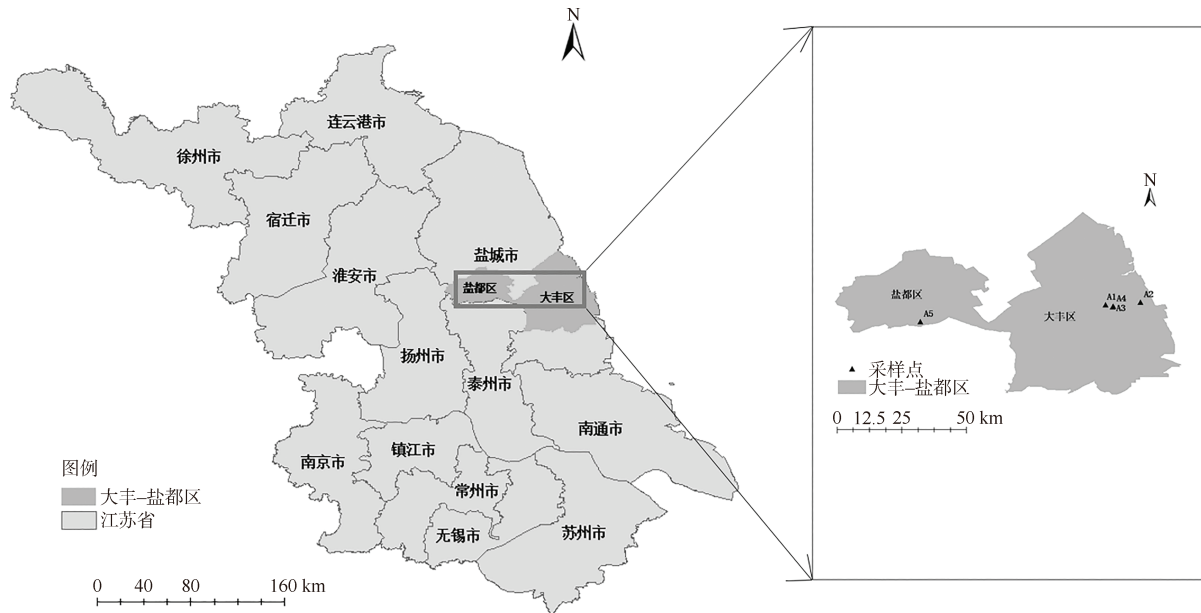 N
连云港市
徐州市
宿迁市
淮安市
盐城市
盐都区
大丰区
扬州市
泰州市
南通市
镇江市
南京市
常州市
无锡市
苏州市
图例
大丰–盐都区
江苏省
0 40 80 160 km
N
盐都区
A5
大丰区
A1A4
A3
A2
采样点
大丰–盐都区
0 12.5 25 50 km